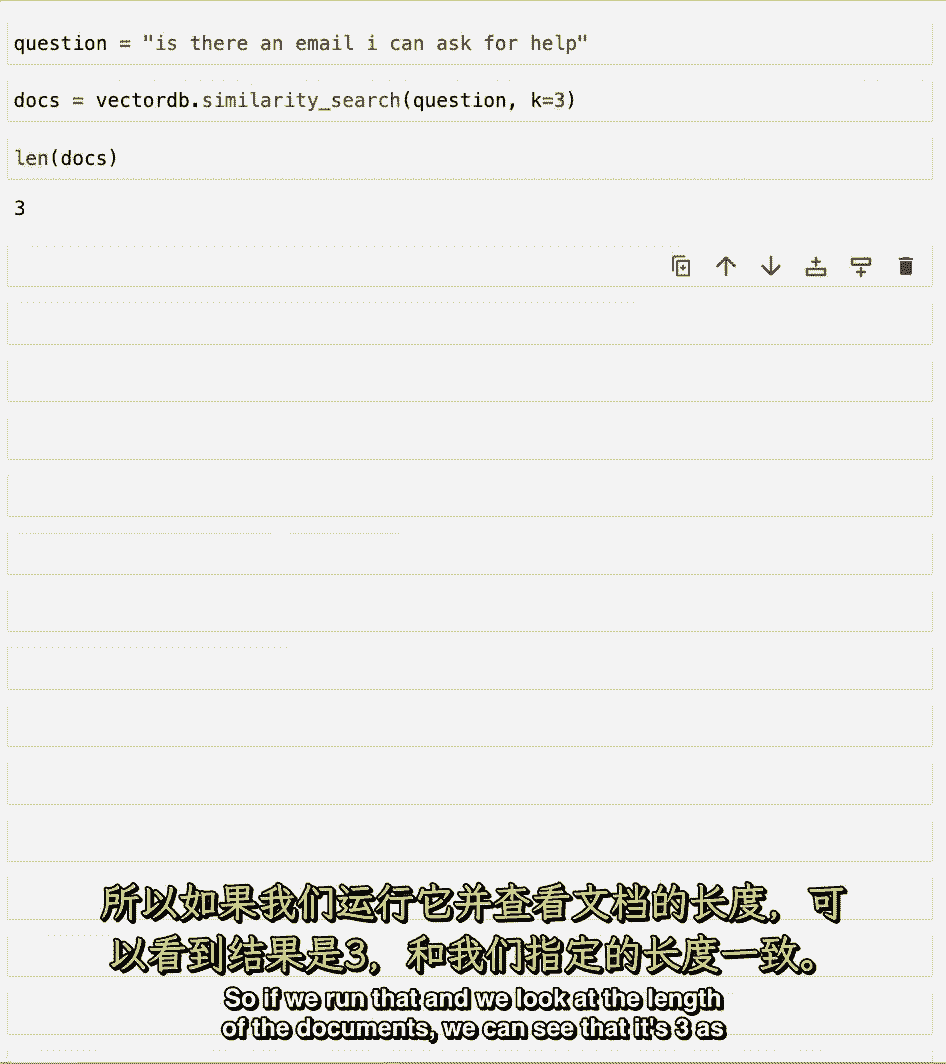 question = "is there an email i can ask for help"
docs = vectordb.similarity_search(question, k=3)
len(docs)
3
所以如果我们运行它并查看文档的长度，可
以看到结果是3，和我们指定的长度一致。
So if we run that and we look at the length
of the documents, we can see that it's 3 as